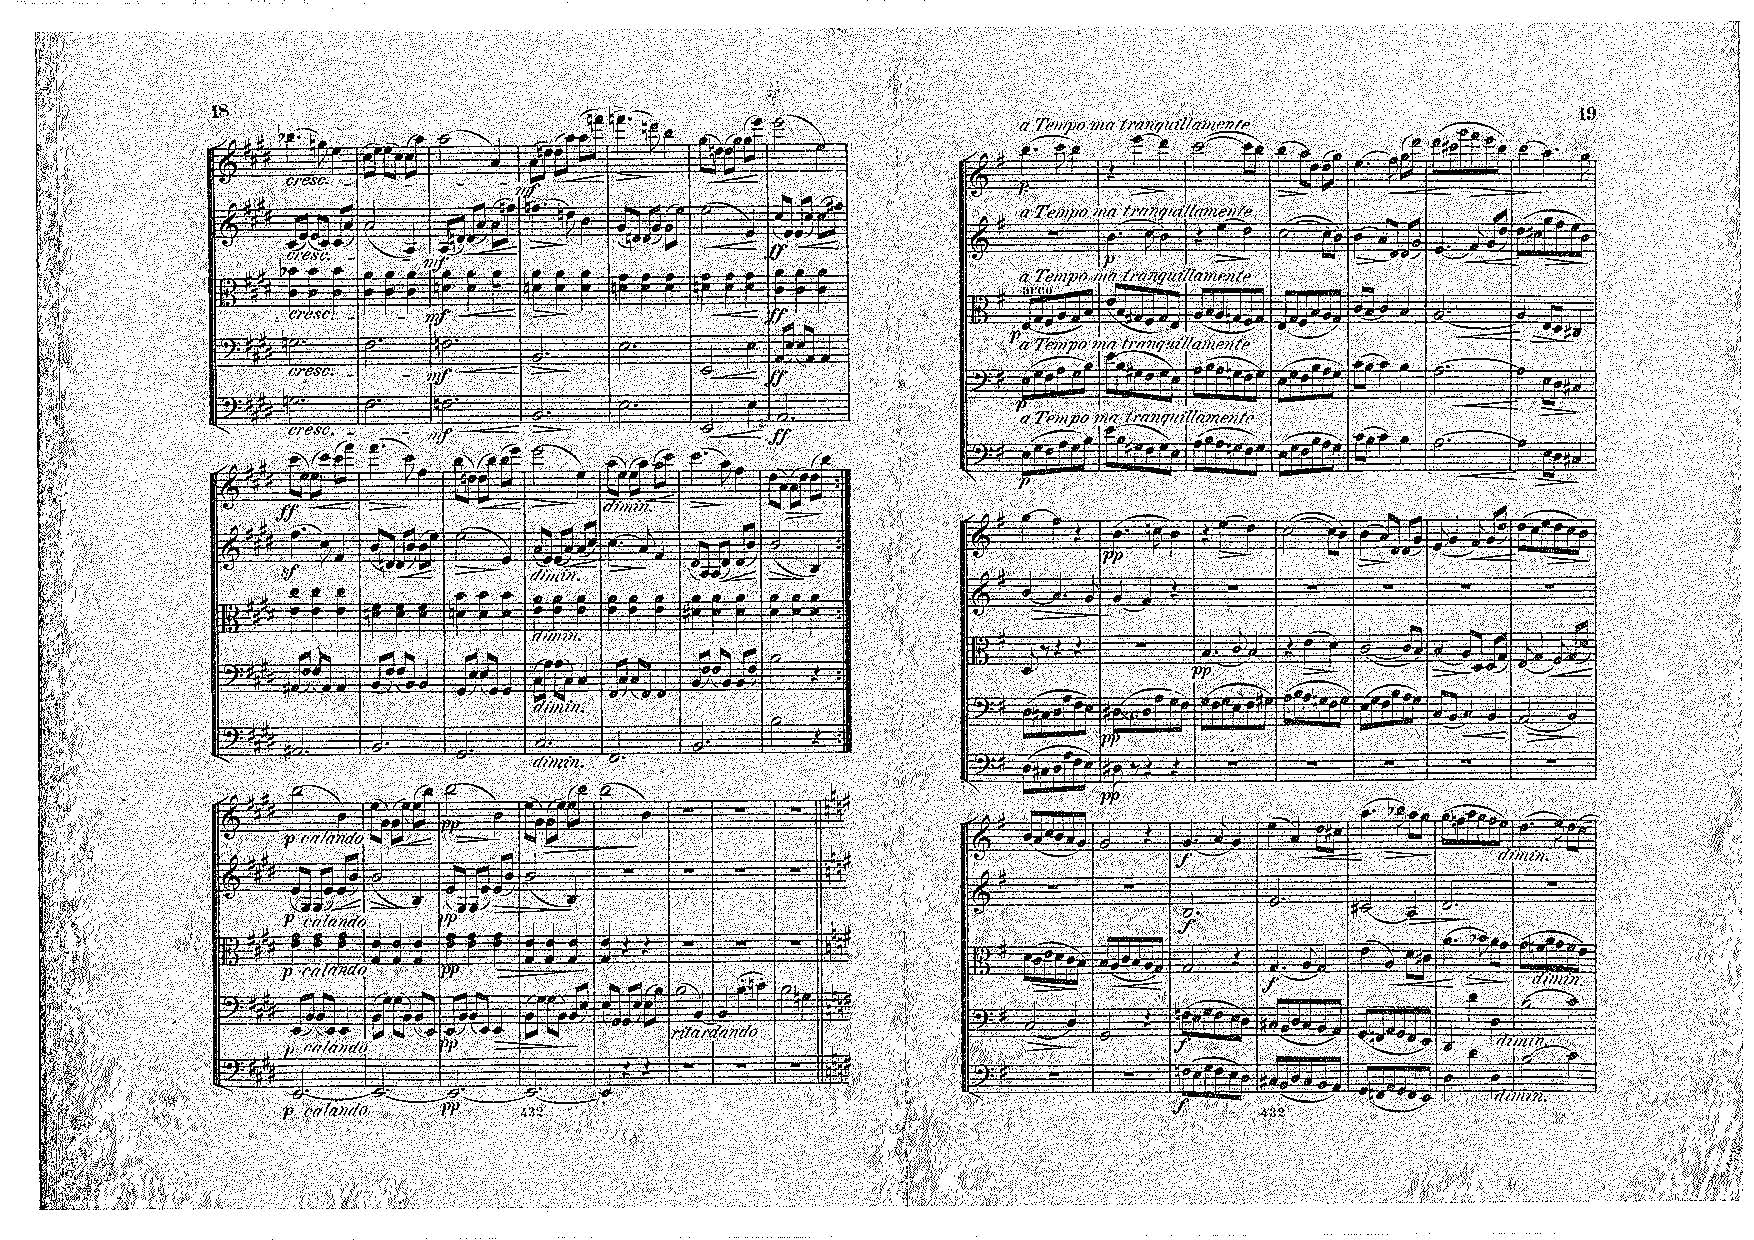 18
cresc.
mf
cresc.
mf
ff
cresc.
mf
ff
cresc.
mf
ff
cresc.
mf
ff
ff
dimin.
sf
dimin.
dimin.
dimin.
dimin.
p calando
pp
p calando
pp
p calando
pp
p calando
pp
ritardando
p calando
pp
432
19
a Tempo ma tranquillamente
p
a Tempo ma tranquillamente
p
a Tempo ma tranquillamente
arco
p
a Tempo ma tranquillamente
p
a Tempo ma tranquillamente
p
pp
pp
pp
pp
f
dimin.
f
f
dimin.
f
dimin.
f
dimin.
432